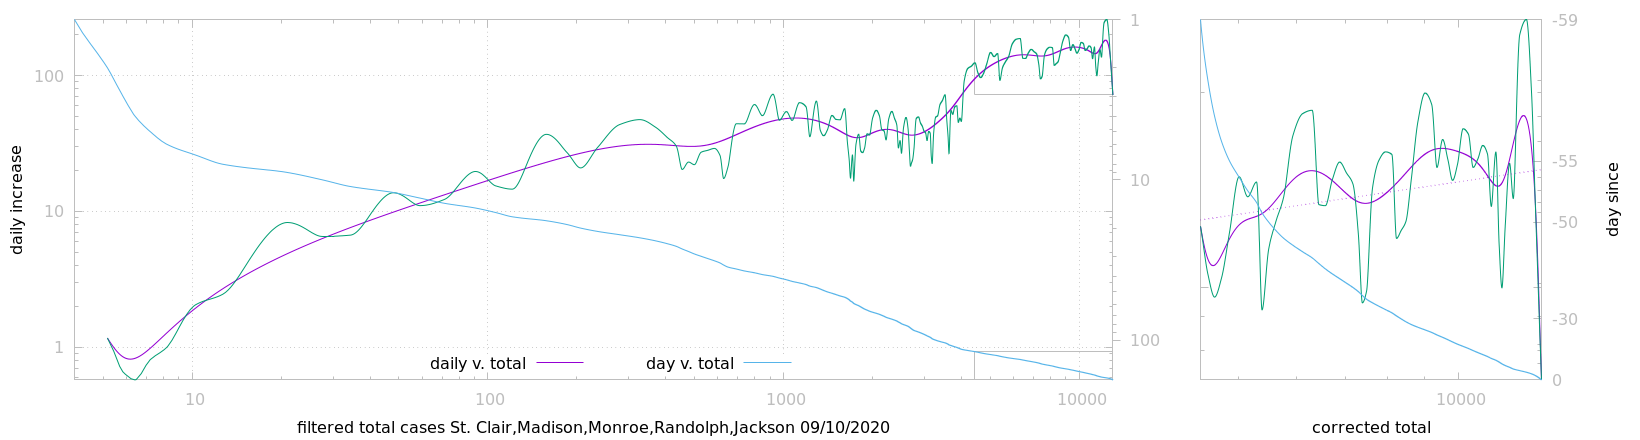 1
-59
100
daily increase
10
-55
day since
10
-50
-30
1
daily v. total
day v. total
100
0
10
100
1000
10000
10000
filtered total cases St. Clair,Madison,Monroe,Randolph,Jackson 09/10/2020
corrected total